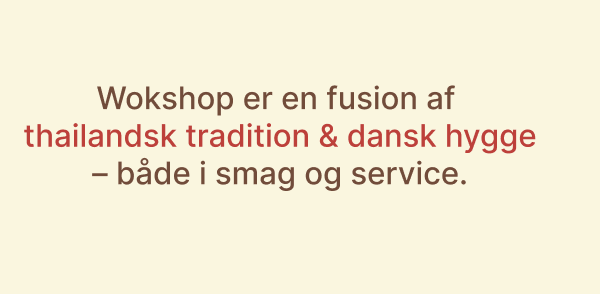 Wokshop er en fusion af
thailandsk tradition & dansk hygge
– både i smag og service.